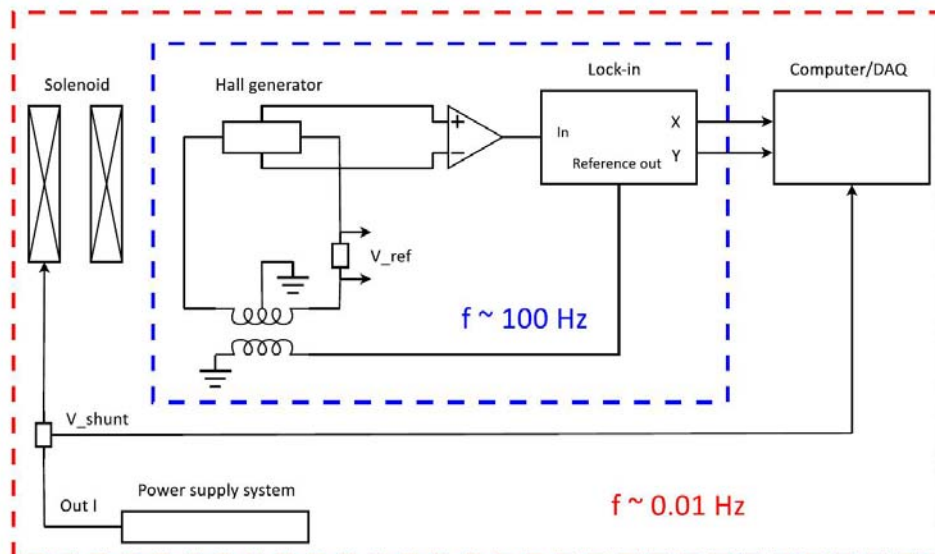 Solenoid
Hall generator
Lock-in
Computer/DAQ
+
−
In
X
Y
Reference out
V_ref
f ~ 100 Hz
V_shunt
Out I
Power supply system
f ~ 0.01 Hz